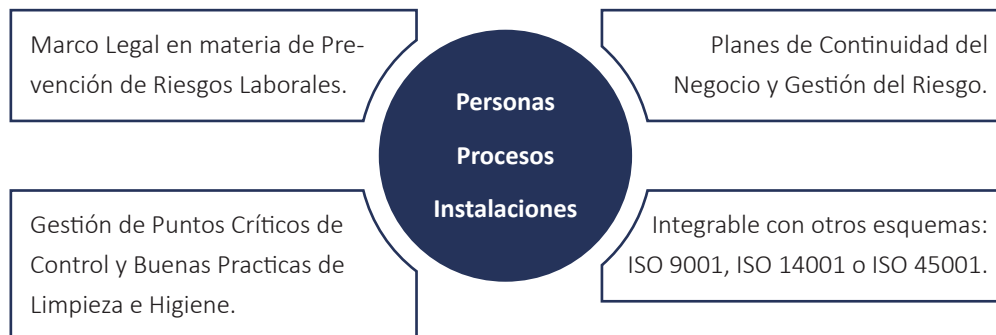 Marco Legal en materia de Pre-
vención de Riesgos Laborales.
Planes de Continuidad del
Negocio y Gestión del Riesgo.
Personas
Procesos
Instalaciones
Gestión de Puntos Críticos de
Control y Buenas Practicas de
Limpieza e Higiene.
Integrable con otros esquemas:
ISO 9001, ISO 14001 o ISO 45001.